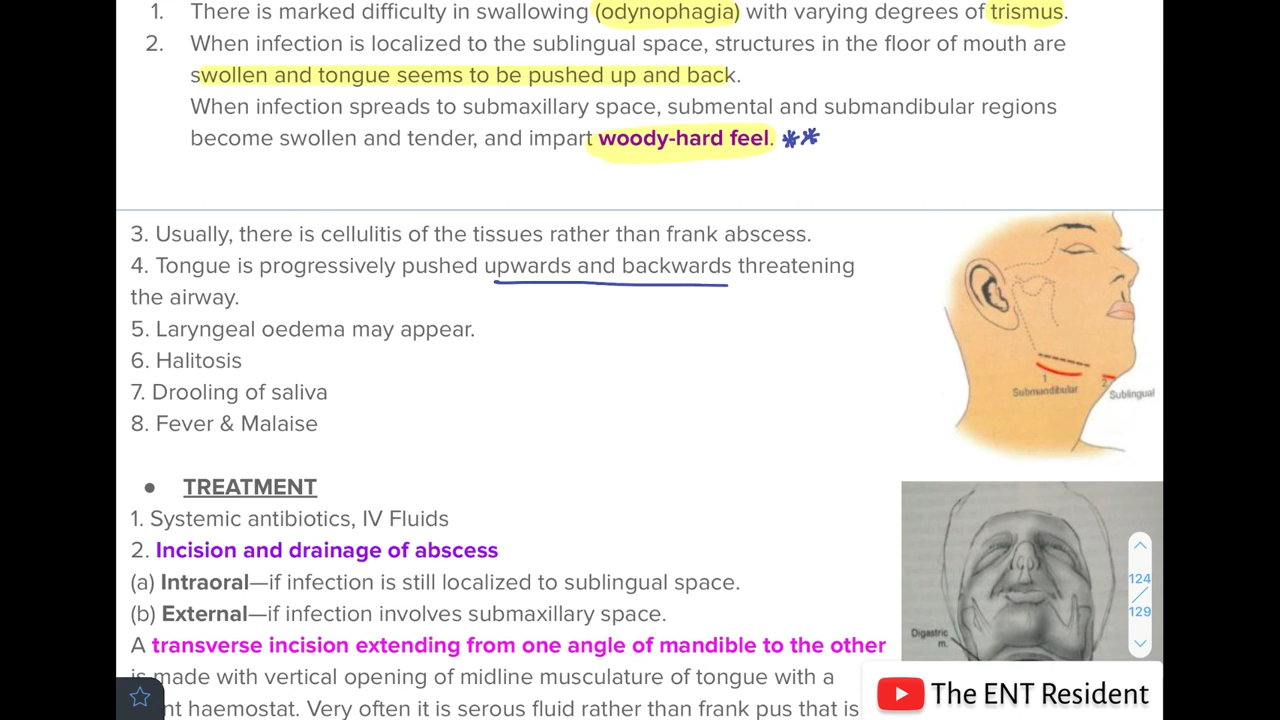 1. There is marked difficulty in swallowing (odynophagia) with varying degrees of trismus.
2. When infection is localized to the sublingual space, structures in the floor of mouth are
swollen and tongue seems to be pushed up and back.
When infection spreads to submaxillary space, submental and submandibular regions
become swollen and tender, and impart woody-hard feel. **
3. Usually, there is cellulitis of the tissues rather than frank abscess.
4. Tongue is progressively pushed upwards and backwards threatening
the airway.
5. Laryngeal oedema may appear.
6. Halitosis
7. Drooling of saliva
8. Fever & Malaise
1
Submandibular
2
Sublingual
● TREATMENT
1. Systemic antibiotics, IV Fluids
2. Incision and drainage of abscess
(a) Intraoral—if infection is still localized to sublingual space.
(b) External—if infection involves submaxillary space.
A transverse incision extending from one angle of mandible to the other
is made with vertical opening of midline musculature of tongue with a
haemostat. Very often it is serous fluid rather than frank pus that is
Digastric
m.
124
/
129
The ENT Resident